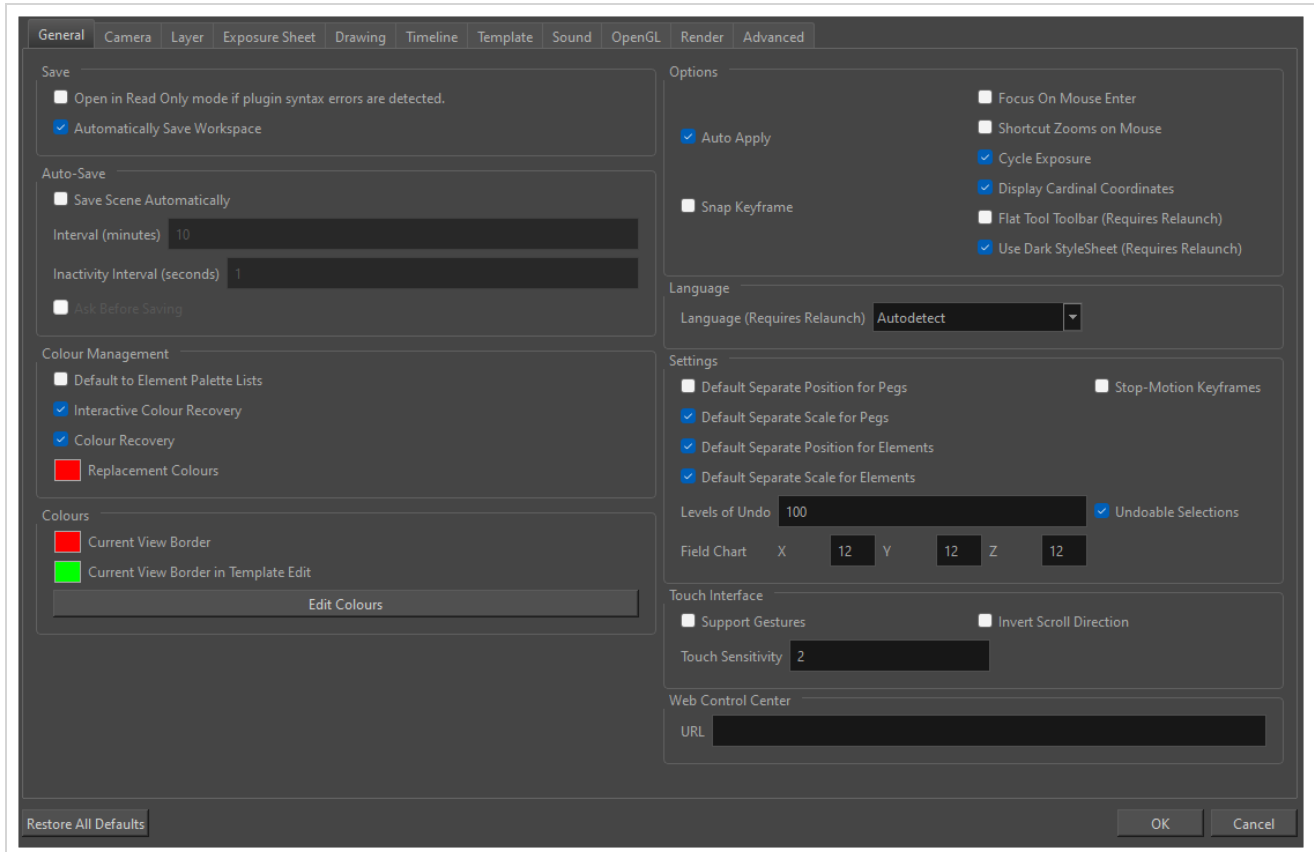 General Camera Layer Exposure Sheet Drawing Timeline Template Sound OpenGL Render Advanced
Save
Open in Read Only mode if plugin syntax errors are detected.
Automatically Save Workspace
Auto-Save
Save Scene Automatically
Interval (minutes) 10
Inactivity Interval (seconds) 1
Ask Before Saving
Colour Management
Default to Element Palette Lists
Interactive Colour Recovery
Colour Recovery
Replacement Colours
Colours
Current View Border
Current View Border in Template Edit
Edit Colours
Options
Auto Apply
Snap Keyframe
Focus On Mouse Enter
Shortcut Zooms on Mouse
Cycle Exposure
Display Cardinal Coordinates
Flat Tool Toolbar (Requires Relaunch)
Use Dark StyleSheet (Requires Relaunch)
Language
Language (Requires Relaunch) Autodetect
Settings
Default Separate Position for Pegs Stop-Motion Keyframes
Default Separate Scale for Pegs
Default Separate Position for Elements
Default Separate Scale for Elements
Levels of Undo 100 Undoable Selections
Field Chart X 12 Y 12 Z 12
Touch Interface
Support Gestures Invert Scroll Direction
Touch Sensitivity 2
Web Control Center
URL
Restore All Defaults OK Cancel